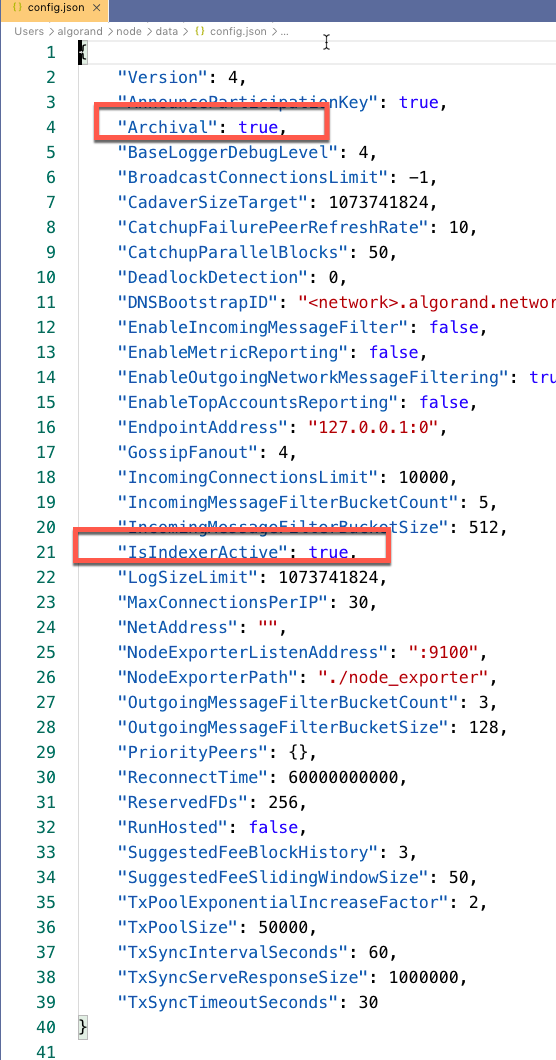 {} config.json ×
Users > algorand > node > data > {} config.json > ...
1 {
2 "Version": 4,
3 "AnnounceParticipationKey": true,
4 "Archival": true,
5 "BaseLoggerDebugLevel": 4,
6 "BroadcastConnectionsLimit": -1,
7 "CadaverSizeTarget": 1073741824,
8 "CatchupFailurePeerRefreshRate": 10,
9 "CatchupParallelBlocks": 50,
10 "DeadlockDetection": 0,
11 "DNSBootstrapID": "<network>.algorand.networ
12 "EnableIncomingMessageFilter": false,
13 "EnableMetricReporting": false,
14 "EnableOutgoingNetworkMessageFiltering": tru
15 "EnableTopAccountsReporting": false,
16 "EndpointAddress": "127.0.0.1:0",
17 "GossipFanout": 4,
18 "IncomingConnectionsLimit": 10000,
19 "IncomingMessageFilterBucketCount": 5,
20 "IncomingMessageFilterBucketSize": 512,
21 "IsIndexerActive": true,
22 "LogSizeLimit": 1073741824,
23 "MaxConnectionsPerIP": 30,
24 "NetAddress": "",
25 "NodeExporterListenAddress": ":9100",
26 "NodeExporterPath": "./node_exporter",
27 "OutgoingMessageFilterBucketCount": 3,
28 "OutgoingMessageFilterBucketSize": 128,
29 "PriorityPeers": {},
30 "ReconnectTime": 60000000000,
31 "ReservedFDs": 256,
32 "RunHosted": false,
33 "SuggestedFeeBlockHistory": 3,
34 "SuggestedFeeSlidingWindowSize": 50,
35 "TxPoolExponentialIncreaseFactor": 2,
36 "TxPoolSize": 50000,
37 "TxSyncIntervalSeconds": 60,
38 "TxSyncServeResponseSize": 1000000,
39 "TxSyncTimeoutSeconds": 30
40 }
41